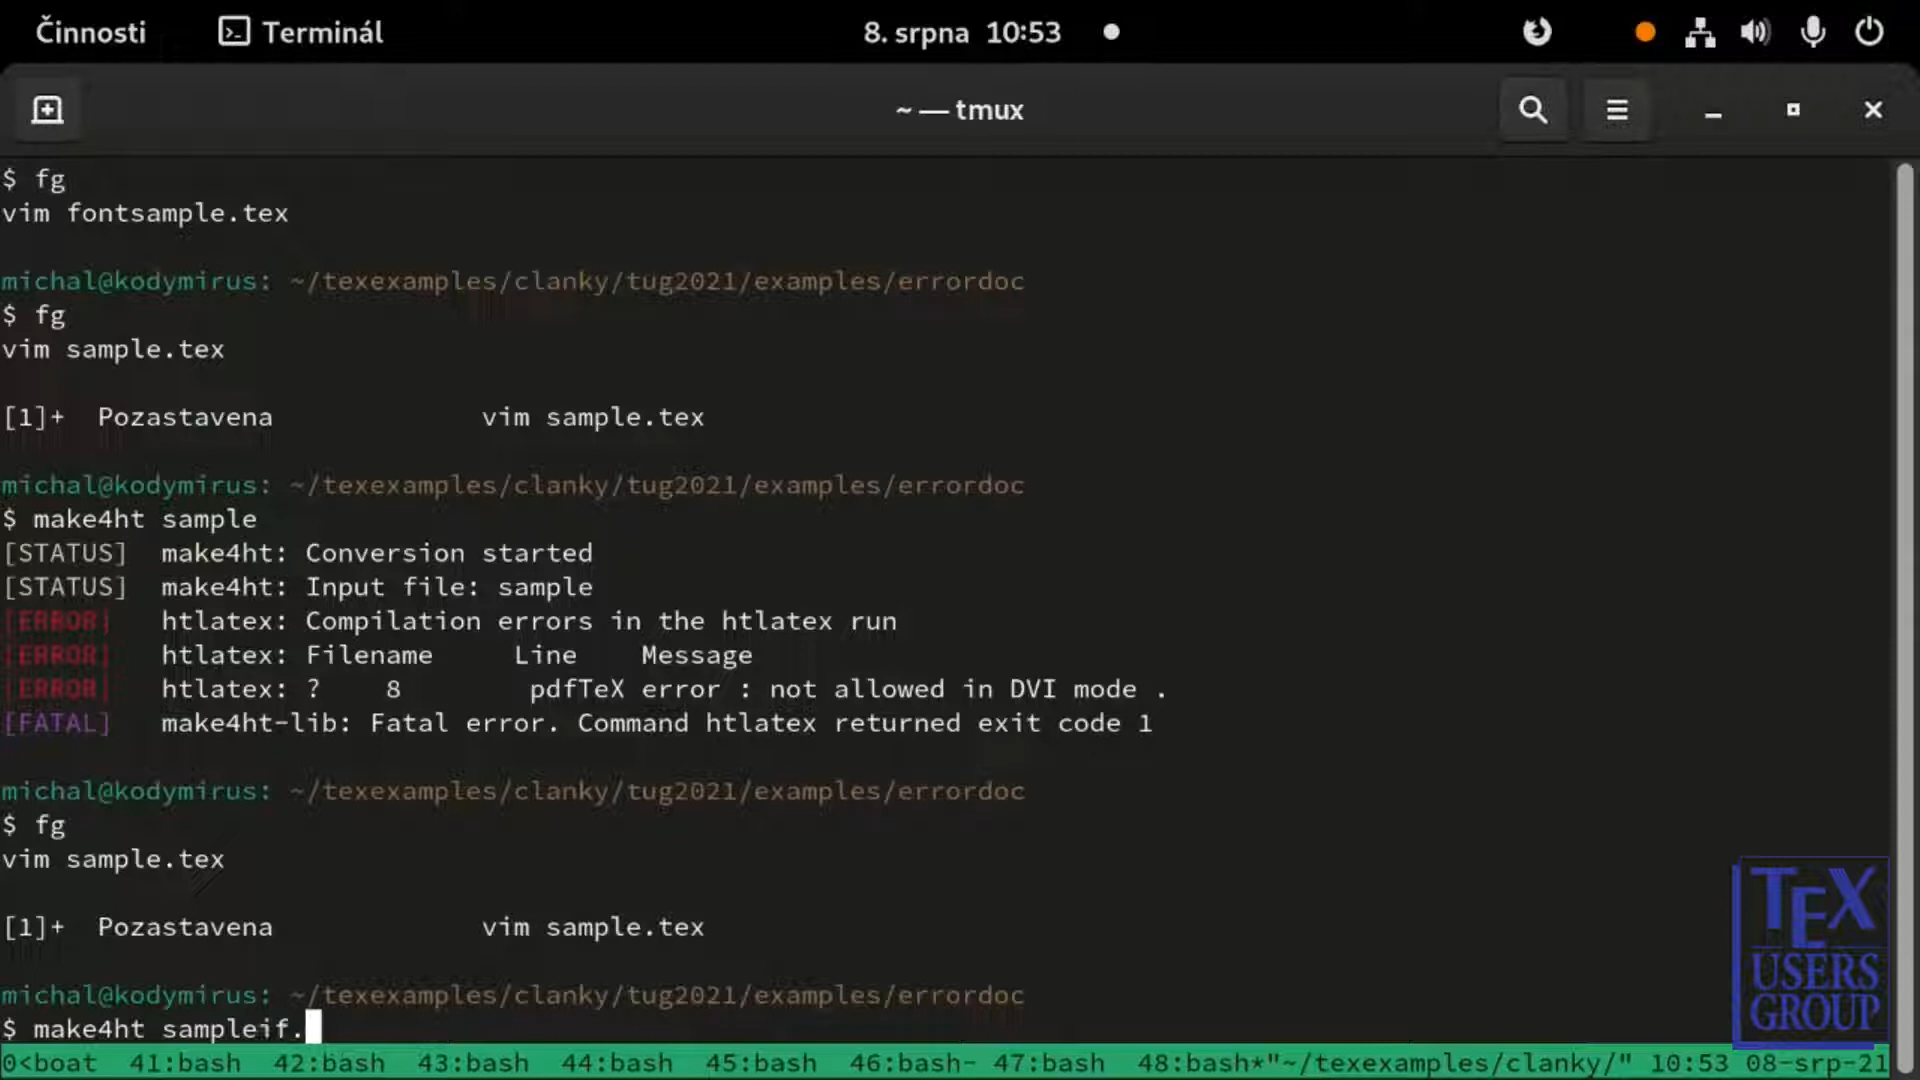 Činnosti Terminál 8. srpna 10:53
~ — tmux
$ fg
vim fontsample.tex
michal@kodymirus: ~/texexamples/clanky/tug2021/examples/errordoc
$ fg
vim sample.tex
[1]+ Pozastavena vim sample.tex
michal@kodymirus: ~/texexamples/clanky/tug2021/examples/errordoc
$ make4ht sample
[STATUS] make4ht: Conversion started
[STATUS] make4ht: Input file: sample
[ERROR] htlatex: Compilation errors in the htlatex run
[ERROR] htlatex: Filename Line Message
[ERROR] htlatex: ? 8 pdfTeX error : not allowed in DVI mode .
[FATAL] make4ht-lib: Fatal error. Command htlatex returned exit code 1
michal@kodymirus: ~/texexamples/clanky/tug2021/examples/errordoc
$ fg
vim sample.tex
[1]+ Pozastavena vim sample.tex
michal@kodymirus: ~/texexamples/clanky/tug2021/examples/errordoc
$ make4ht sampleif.
0<boat 41:bash 42:bash 43:bash 44:bash 45:bash 46:bash- 47:bash 48:bash*"~/texexamples/clanky/" 10:53 08-srp-21
TEX
USERS
GROUP